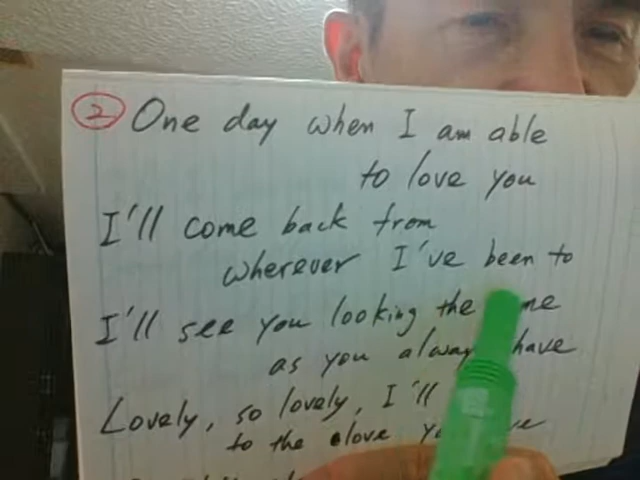 2 One day when I am able
to love you
I'll come back from
wherever I've been to
I'll see you looking the
as you always have
Lovely, so lovely, I'll
to the